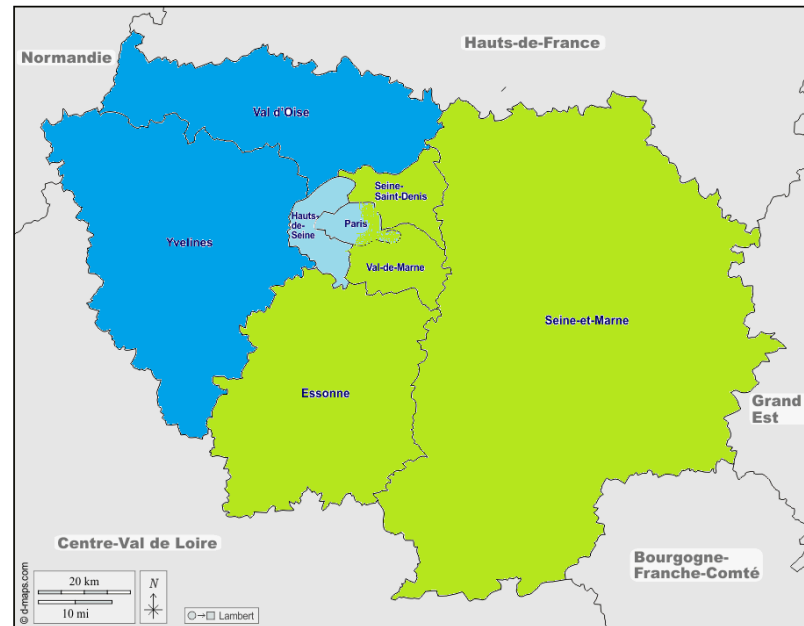 Hauts-de-France
Normandie
Val d'Oise
Seine-
Saint-Denis
Hauts-
de-
Seine
Paris
Yvelines
Val-de-Marne
Seine-et-Marne
Essonne
Grand
Est
Centre-Val de Loire
Bourgogne-
Franche-Comté
© d-maps.com
20 km
10 mi
N
Lambert